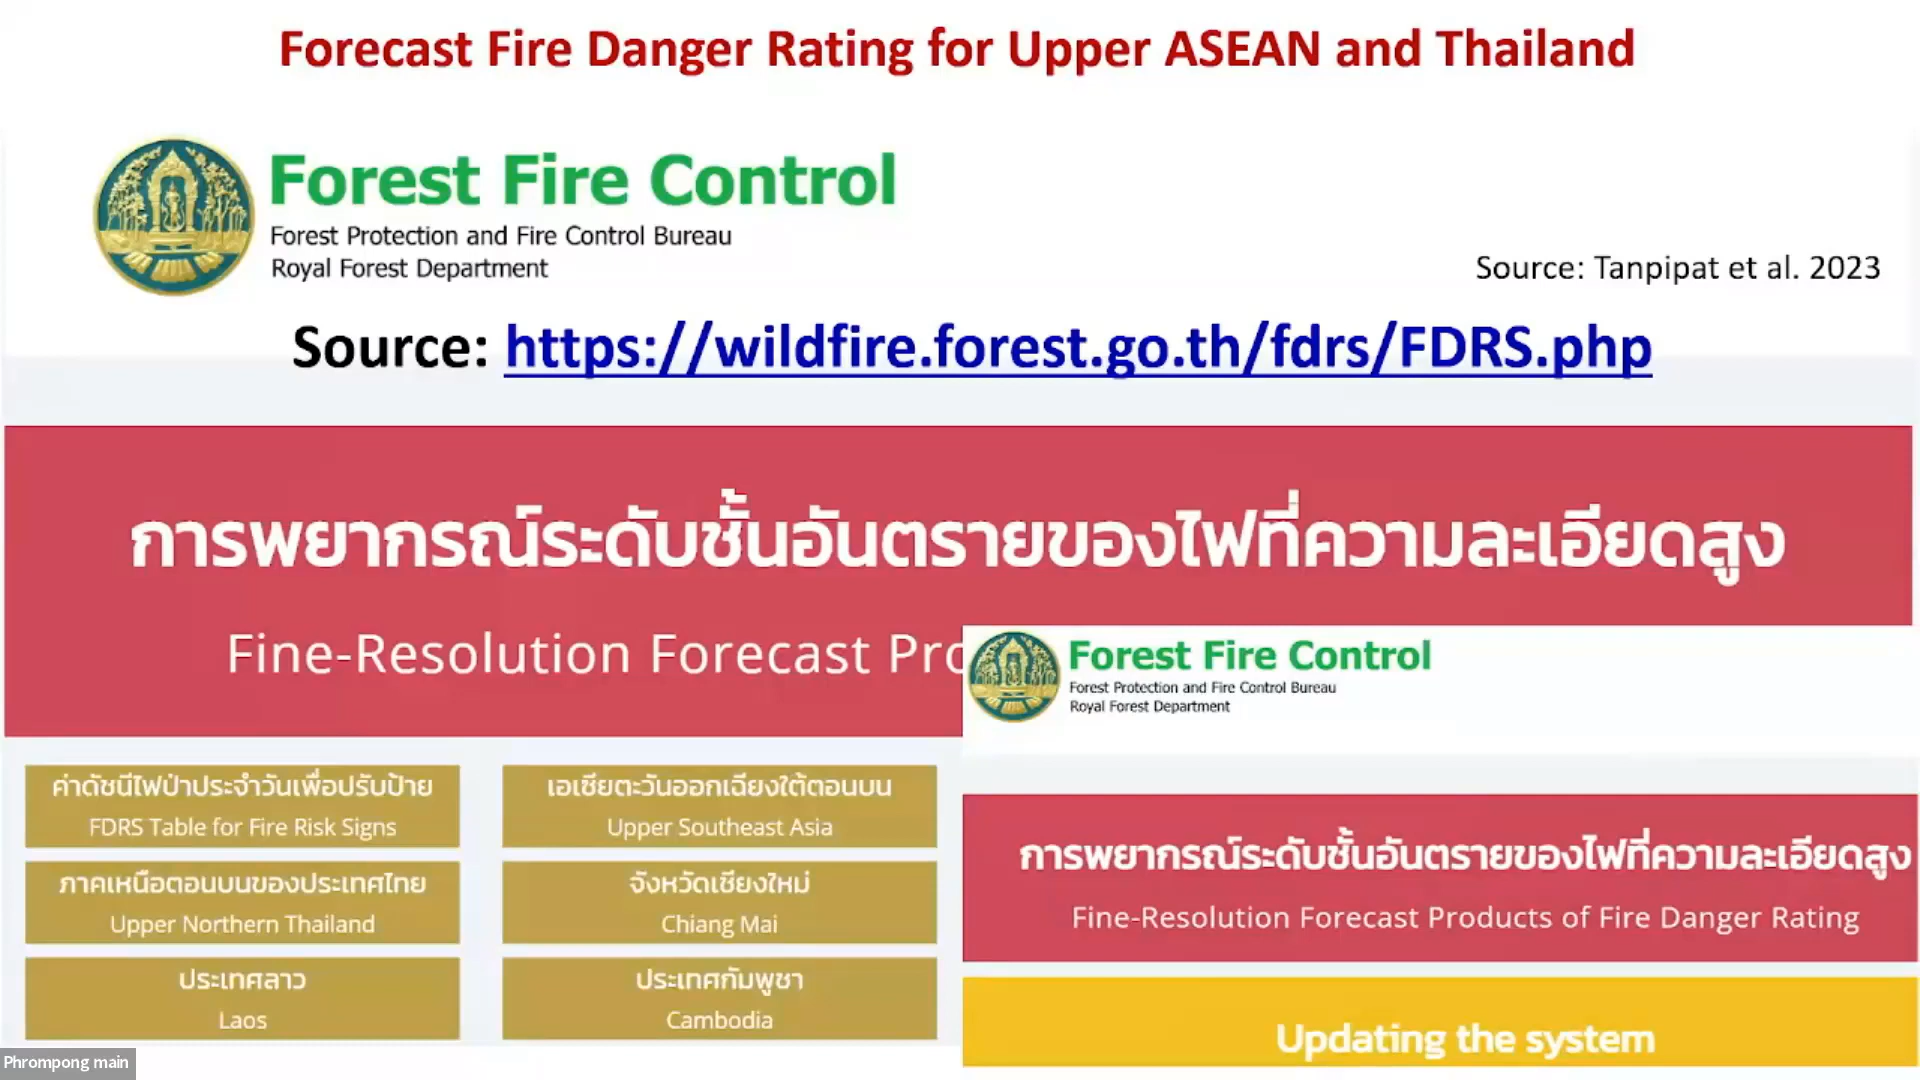 Forecast Fire Danger Rating for Upper ASEAN and Thailand
Forest Fire Control
Forest Protection and Fire Control Bureau
Royal Forest Department
Source: Tanpipat et al. 2023
Source: https://wildfire.forest.go.th/fdrs/FDRS.php
การพยากรณ์ระดับชั้นอันตรายของไฟที่ความละเอียดสูง
Fine-Resolution Forecast Pro
ค่าดัชนีไฟป่าประจำวันเพื่อปรับป้าย
FDRS Table for Fire Risk Signs
เอเซียตะวันออกเฉียงใต้ตอนบน
Upper Southeast Asia
ภาคเหนือตอนบนของประเทศไทย
Upper Northern Thailand
จังหวัดเชียงใหม่
Chiang Mai
ประเทศลาว
Laos
ประเทศกัมพูชา
Cambodia
Forest Fire Control
Forest Protection and Fire Control Bureau
Royal Forest Department
การพยากรณ์ระดับชั้นอันตรายของไฟที่ความละเอียดสูง
Fine-Resolution Forecast Products of Fire Danger Rating
Updating the system
Phrompong main